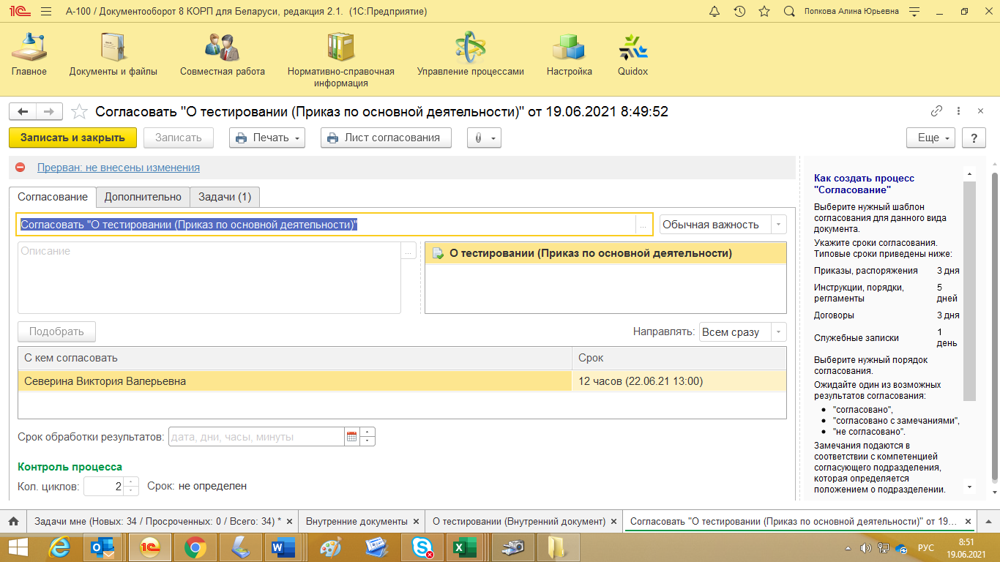 А-100 / Документооборот 8 КОРП для Беларуси, редакция 2.1. (1С:Предприятие)
Попкова Алина Юрьевна
Главное
Документы и файлы
Совместная работа
Нормативно-справочная
информация
Управление процессами
Настройка
Quidox
Согласовать "О тестировании (Приказ по основной деятельности)" от 19.06.2021 8:49:52
Записать и закрыть
Записать
Печать
Лист согласования
Еще
?
Прерван: не внесены изменения
Согласование
Дополнительно
Задачи (1)
Согласовать "О тестировании (Приказ по основной деятельности)"
...
Обычная важность
Описание
...
О тестировании (Приказ по основной деятельности)
Подобрать
Направлять: Всем сразу
С кем согласовать
Срок
Северина Виктория Валерьевна
12 часов (22.06.21 13:00)
Срок обработки результатов: дата, дни, часы, минуты
Контроль процесса
Кол. циклов: 2
Срок: не определен
Как создать процесс
"Согласование"
Выберите нужный шаблон
согласования для данного вида
документа.
Укажите сроки согласования.
Типовые сроки приведены ниже:
Приказы, распоряжения 3 дня
Инструкции, порядки,
регламенты
5
дней
Договоры 3 дня
Служебные записки
1
день
Выберите нужный порядок
согласования.
Ожидайте один из возможных
результатов согласования:
"согласовано",
"согласовано с замечаниями",
"не согласовано".
Замечания подаются в
соответствии с компетенцией
согласующего подразделения,
которая определяется
положением о подразделении.
Задачи мне (Новых: 34 / Просроченных: 0 / Всего: 34) *
Внутренние документы
О тестировании (Внутренний документ)
Согласовать "О тестировании (Приказ по основной деятельности)" от 19...
РУС
8:51
19.06.2021